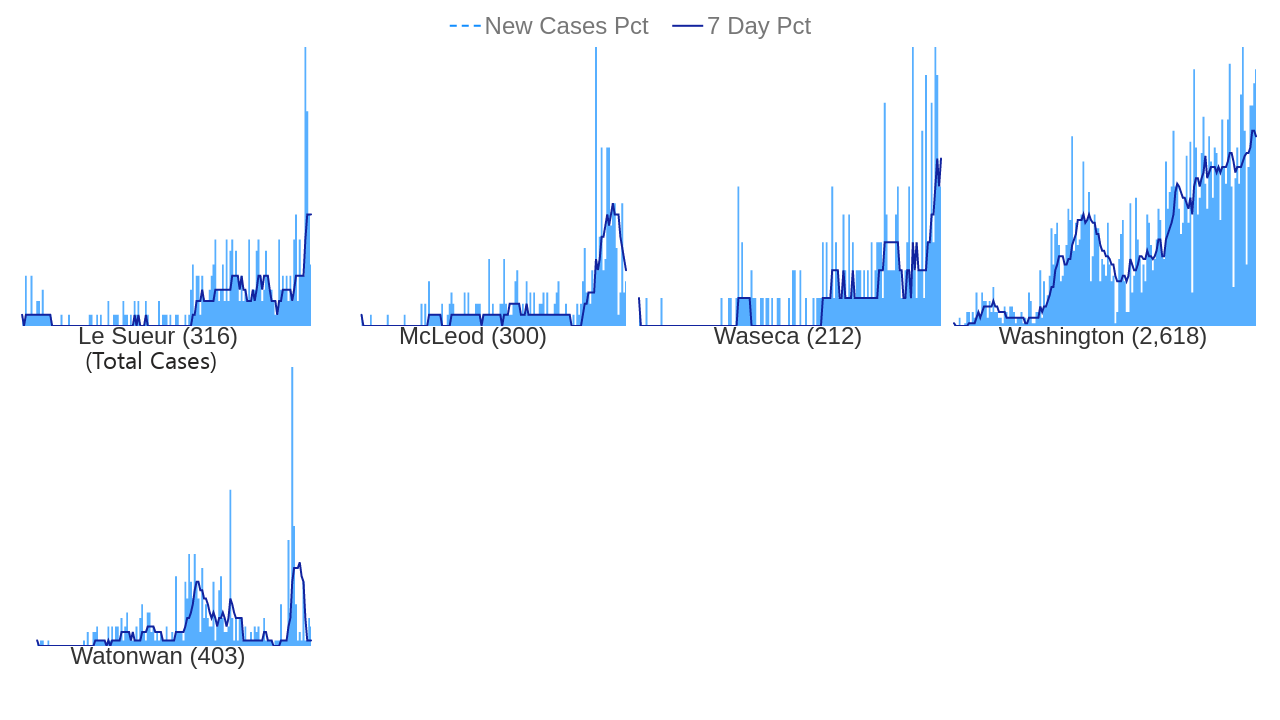 New Cases Pct 7 Day Pct
Le Sueur (316) McLeod (300) Waseca (212) Washington (2,618)
(Total Cases)
Watonwan (403)